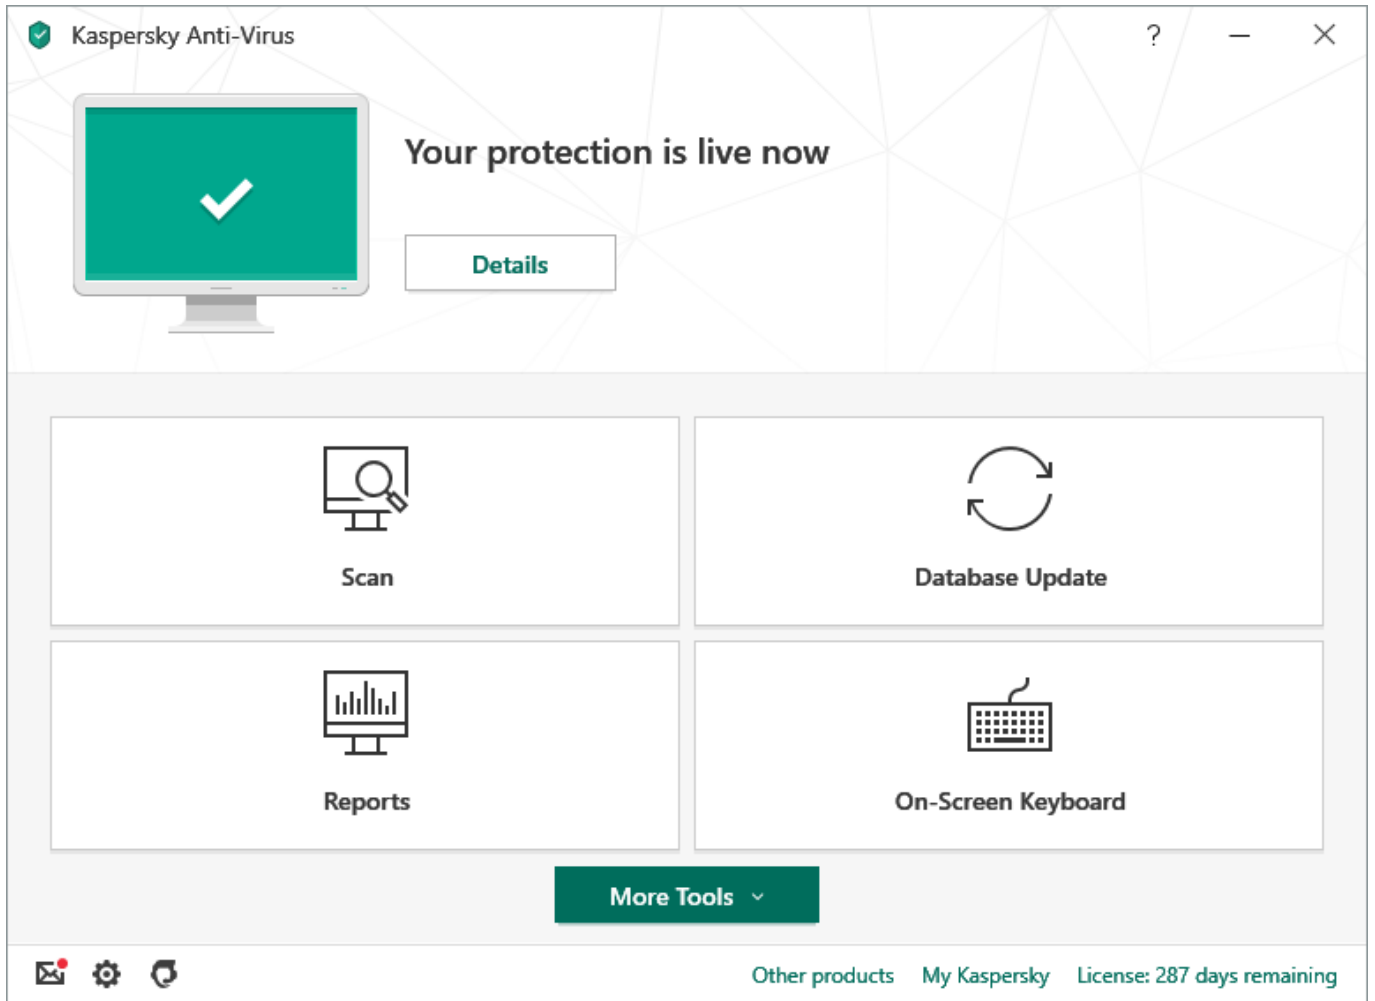 Kaspersky Anti-Virus
?
Your protection is live now
Details
Scan
Database Update
Reports
On-Screen Keyboard
More Tools
Other products My Kaspersky License: 287 days remaining